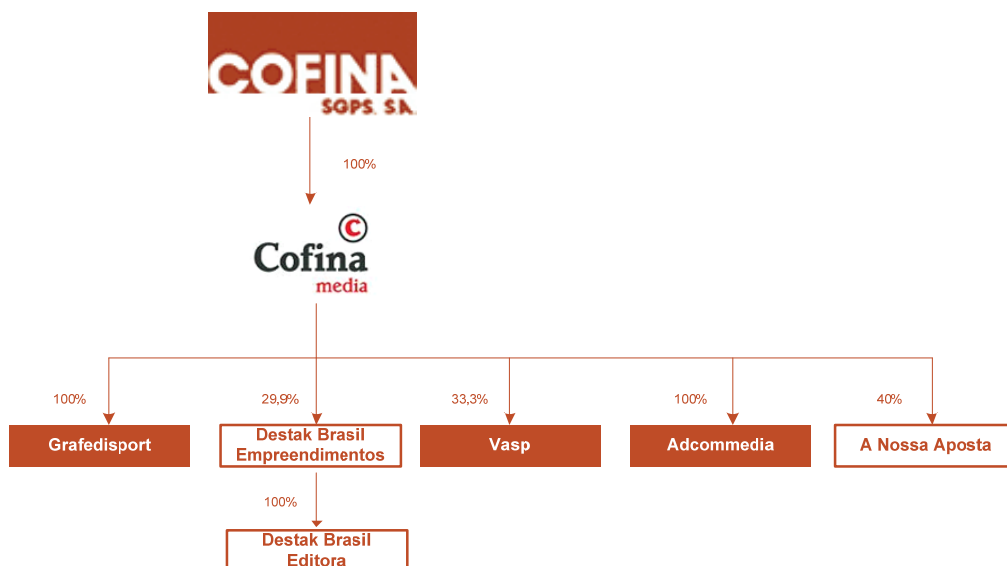 COFINA
SGPS, SA.
100%
C
Cofina
media
100%
29,9%
33,3%
100%
40%
Grafedisport
Destak Brasil
Empreendimentos
Vasp
Adcommedia
A Nossa Aposta
100%
Destak Brasil
Editora